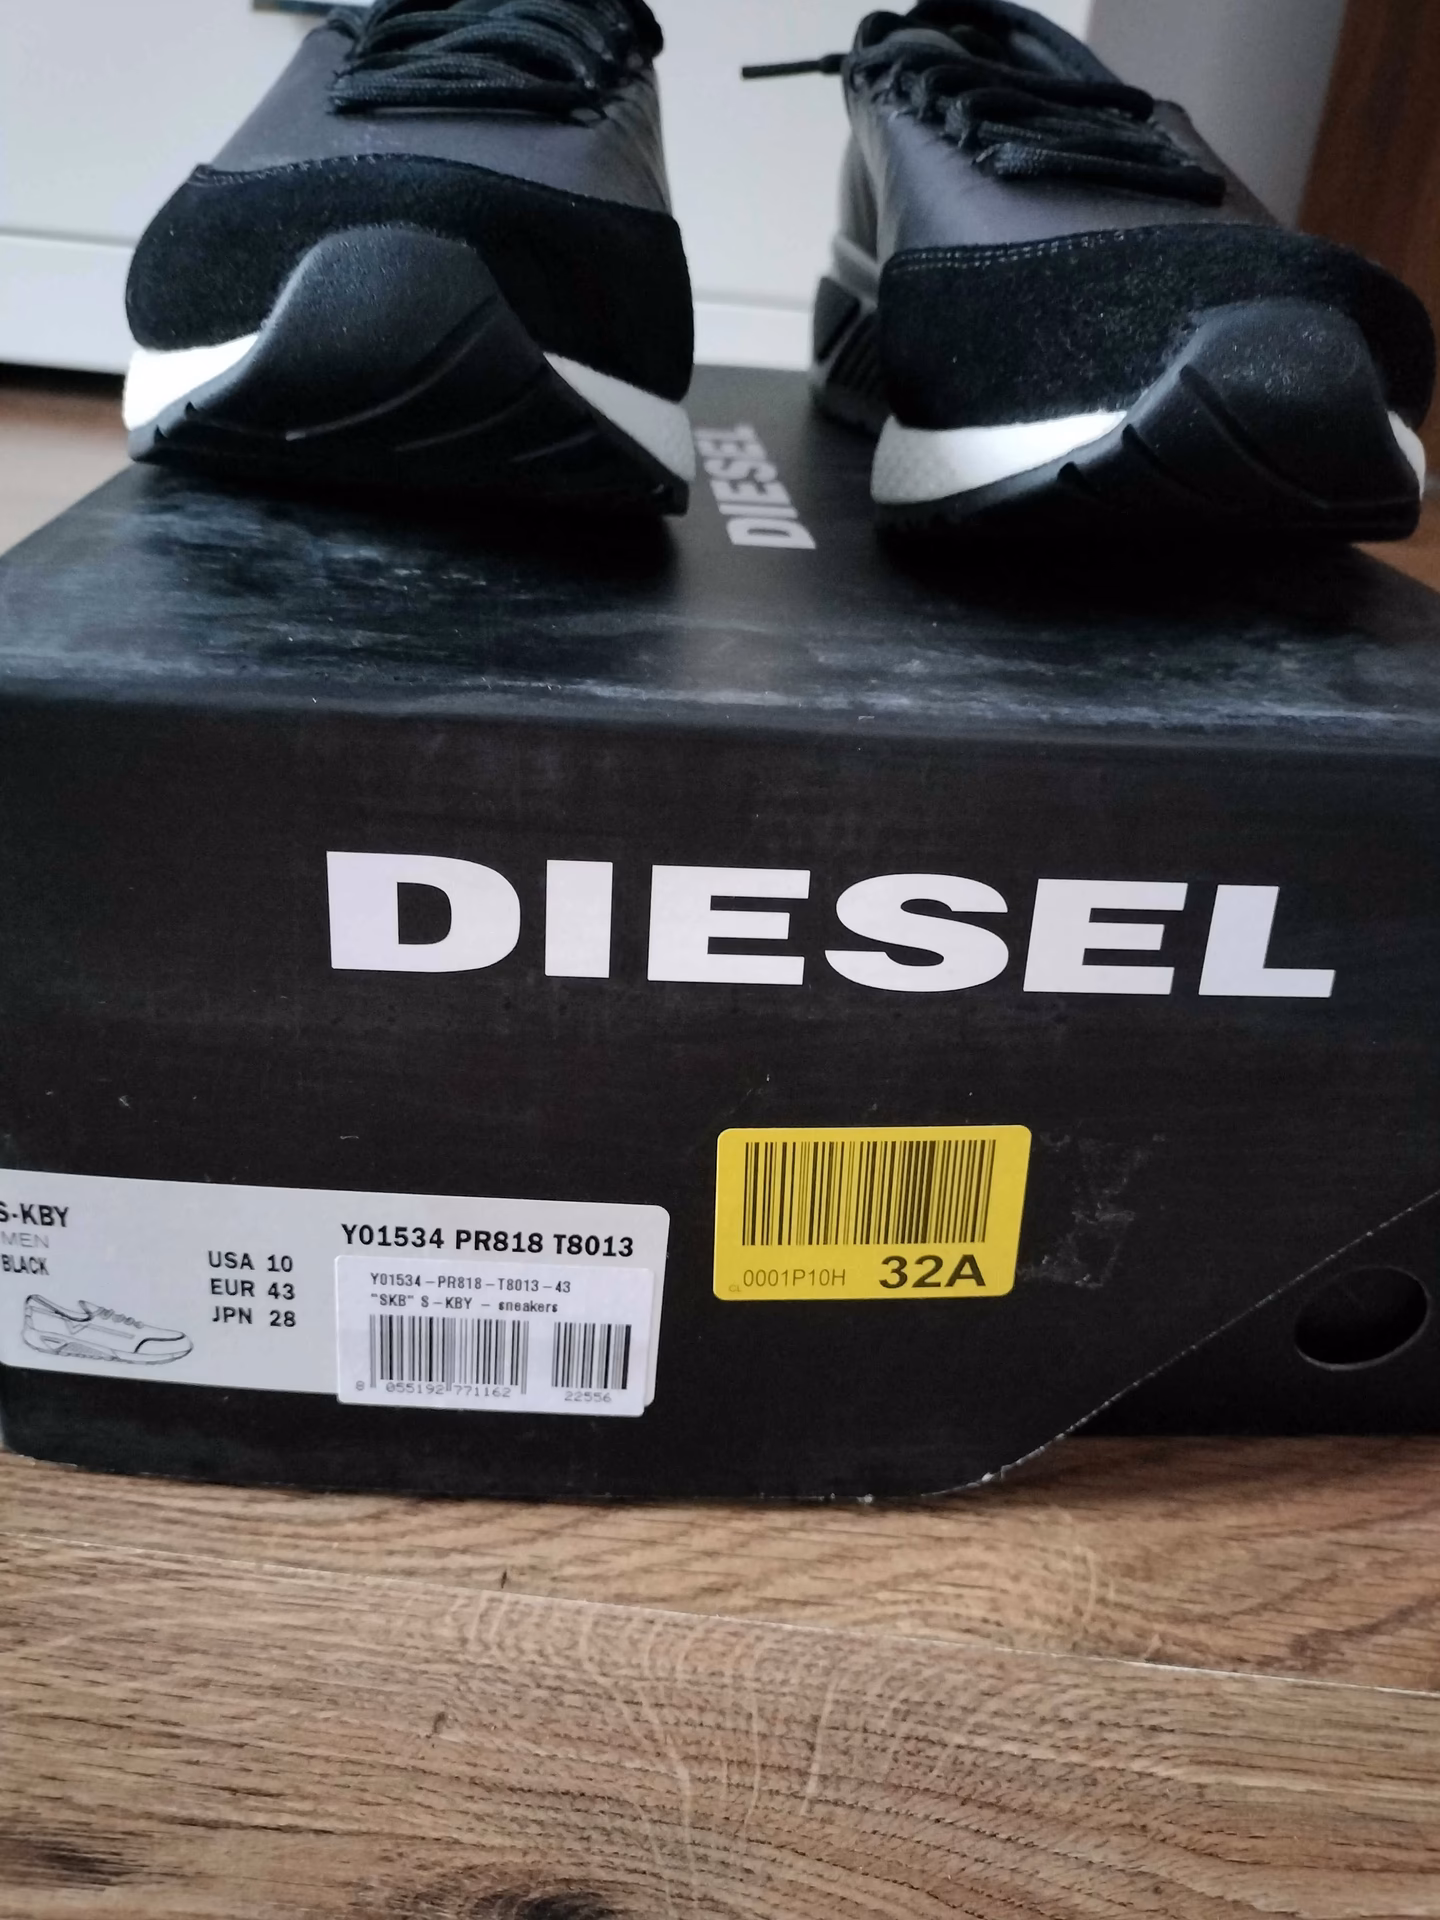 DIESEL
DIESEL
S-KBY
MEN
BLACK
USA 10
EUR 43
JPN 28
Y01534 PR818 T8013
Y01534-PR818-T8013-43
"SKB" S-KBY - sneakers
8 055192 771162
22556
CL 0001P10H 32A